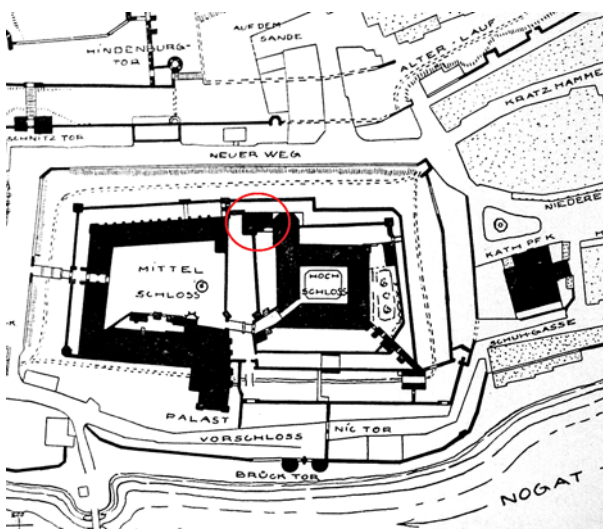 HINDENBURG-
TOR
AUF DEM
SANDE
ALTER LAUF
KRATZHAMMER
SCHNITZ TOR
NEUER WEG
NIEDERE
KATH PFK
MITTEL
SCHLOSS
HOCH
SCHLOSS
SCHUHGASSE
PALAST
VORSCHLOSS
NIC TOR
BRÜCK TOR
NOGAT